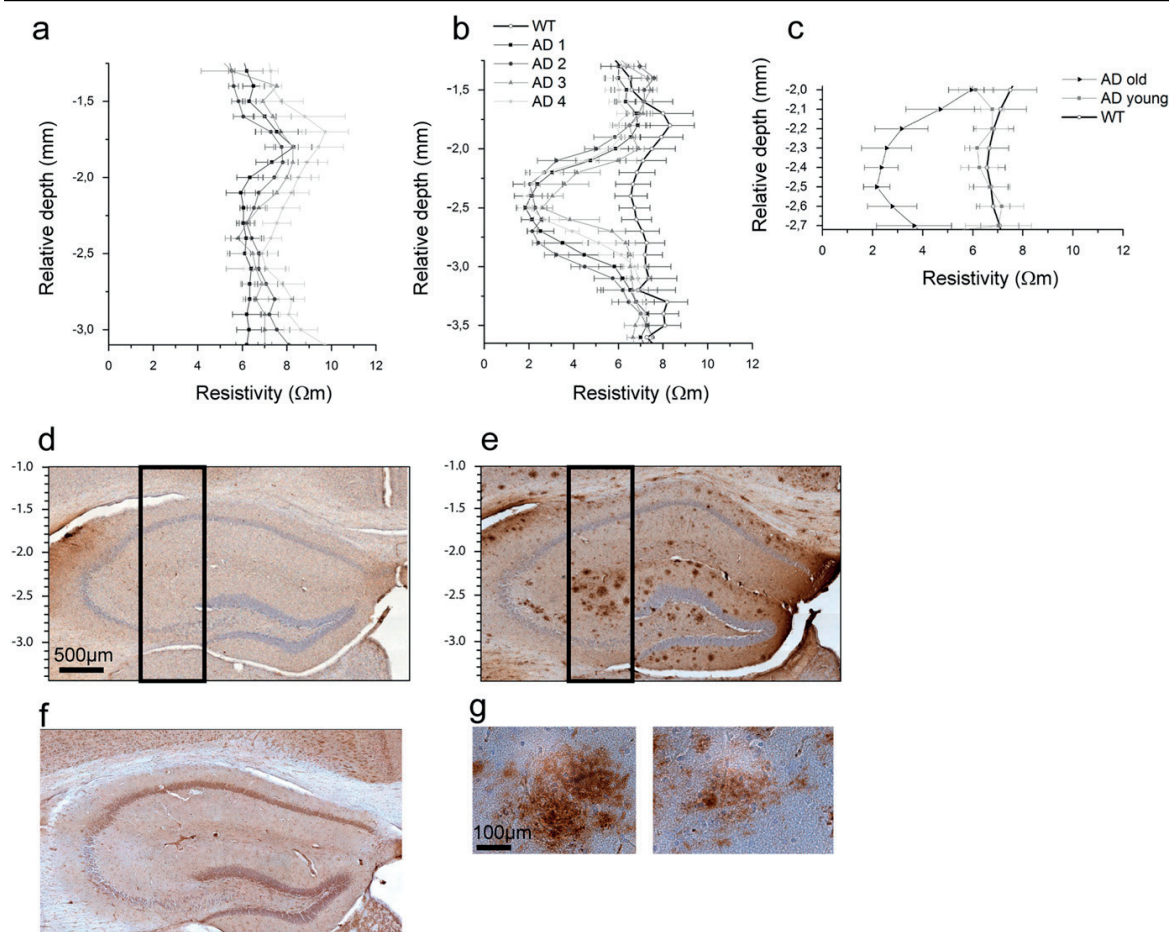 a
-1,5
-2,0
-2,5
-3,0
Relative depth (mm)
0 2 4 6 8 10 12
Resistivity (Ωm)
b
WT
AD 1
AD 2
AD 3
AD 4
-1,5
-2,0
-2,5
-3,0
-3,5
Relative depth (mm)
0 2 4 6 8 10 12
Resistivity (Ωm)
c
AD old
AD young
WT
-2,0
-2,1
-2,2
-2,3
-2,4
-2,5
-2,6
-2,7
Relative depth (mm)
0 2 4 6 8 10 12
Resistivity (Ωm)
d
-1.0
-1.5
-2.0
-2.5
-3.0
500µm
e
-1.0
-1.5
-2.0
-2.5
-3.0
f
g
100µm